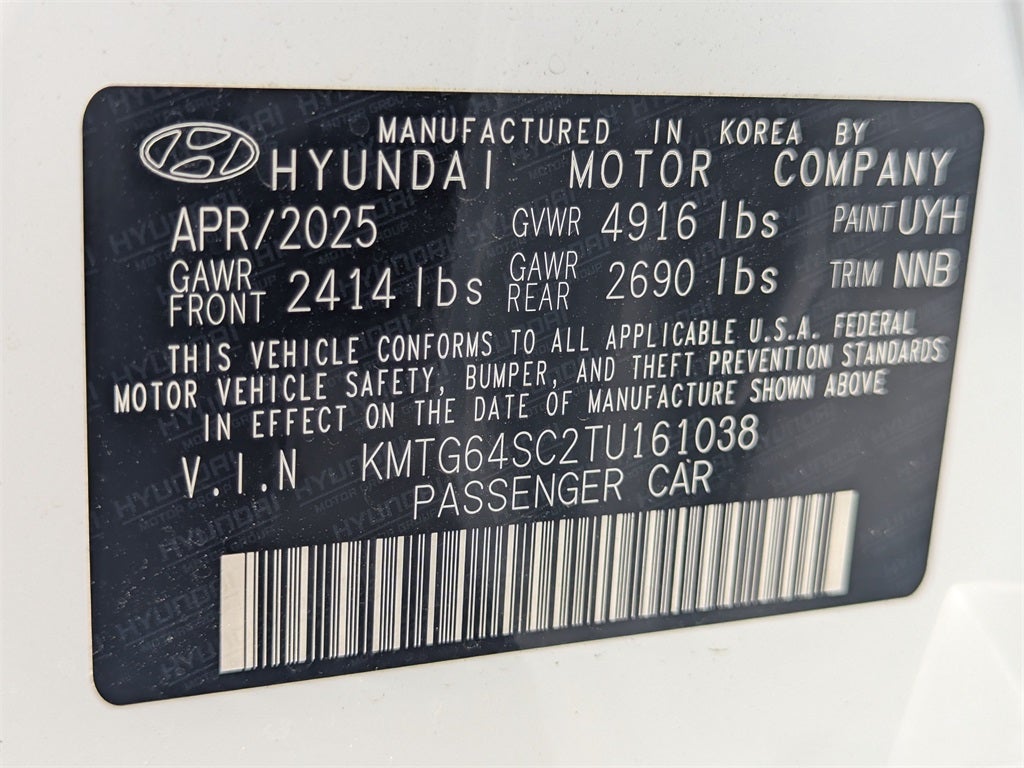 MANUFACTURED IN KOREA BY
HYUNDAI MOTOR COMPANY
APR/2025 GVWR 4916 lbs PAINT UYH
GAWR FRONT 2414 lbs GAWR REAR 2690 lbs TRIM NNB
THIS VEHICLE CONFORMS TO ALL APPLICABLE U.S.A. FEDERAL
MOTOR VEHICLE SAFETY, BUMPER, AND THEFT PREVENTION STANDARDS
IN EFFECT ON THE DATE OF MANUFACTURE SHOWN ABOVE
V.I.N KMTG64SC2TU161038
PASSENGER CAR